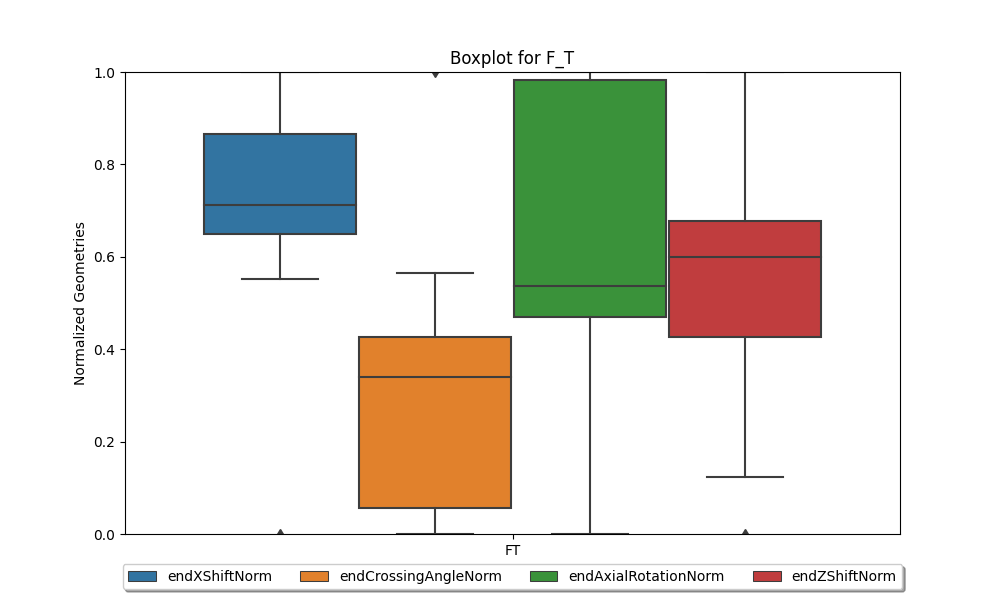 Boxplot for F_T
1.0
0.8
0.6
0.4
0.2
0.0
Normalized Geometries
FT
endXShiftNorm endCrossingAngleNorm endAxialRotationNorm endZShiftNorm